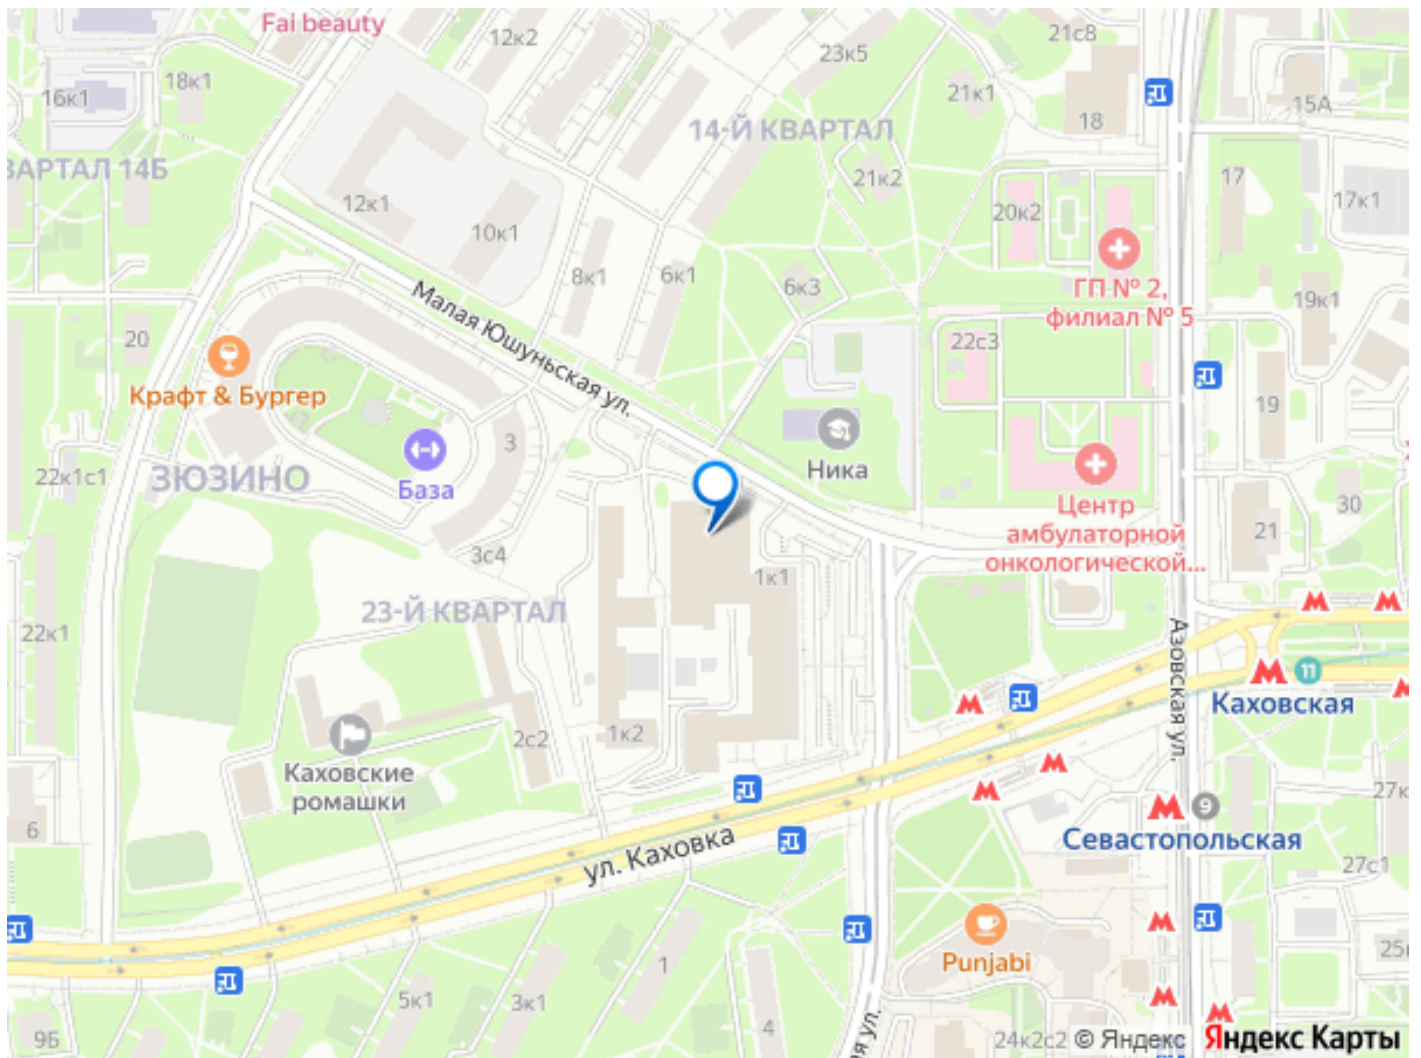 Fai beauty
12к2
23к5
21с8
18к1
16к1
21к1
15А
18
14-Й КВАРТАЛ
ВАРТАЛ 14Б
21к2
17
17к1
12к1
20к2
10к1
8к1
6к1
6к3
ГП № 2,
филиал № 5
19к1
Малая Юшуньская ул.
20
22с3
Крафт & Бургер
19
3
База
Ника
22к1с1
ЗЮЗИНО
30
Центр
амбулаторной
онкологической...
21
3с4
1к1
23-Й КВАРТАЛ
22к1
Азовская ул.
11
Каховская
1к2
2с2
Каховские
ромашки
27к
9
Севастопольская
6
ул. Каховка
27с1
Punjabi
1
25
5к1
3к1
4
9Б
ая ул.
24к2с2
© Яндекс
Яндекс Карты